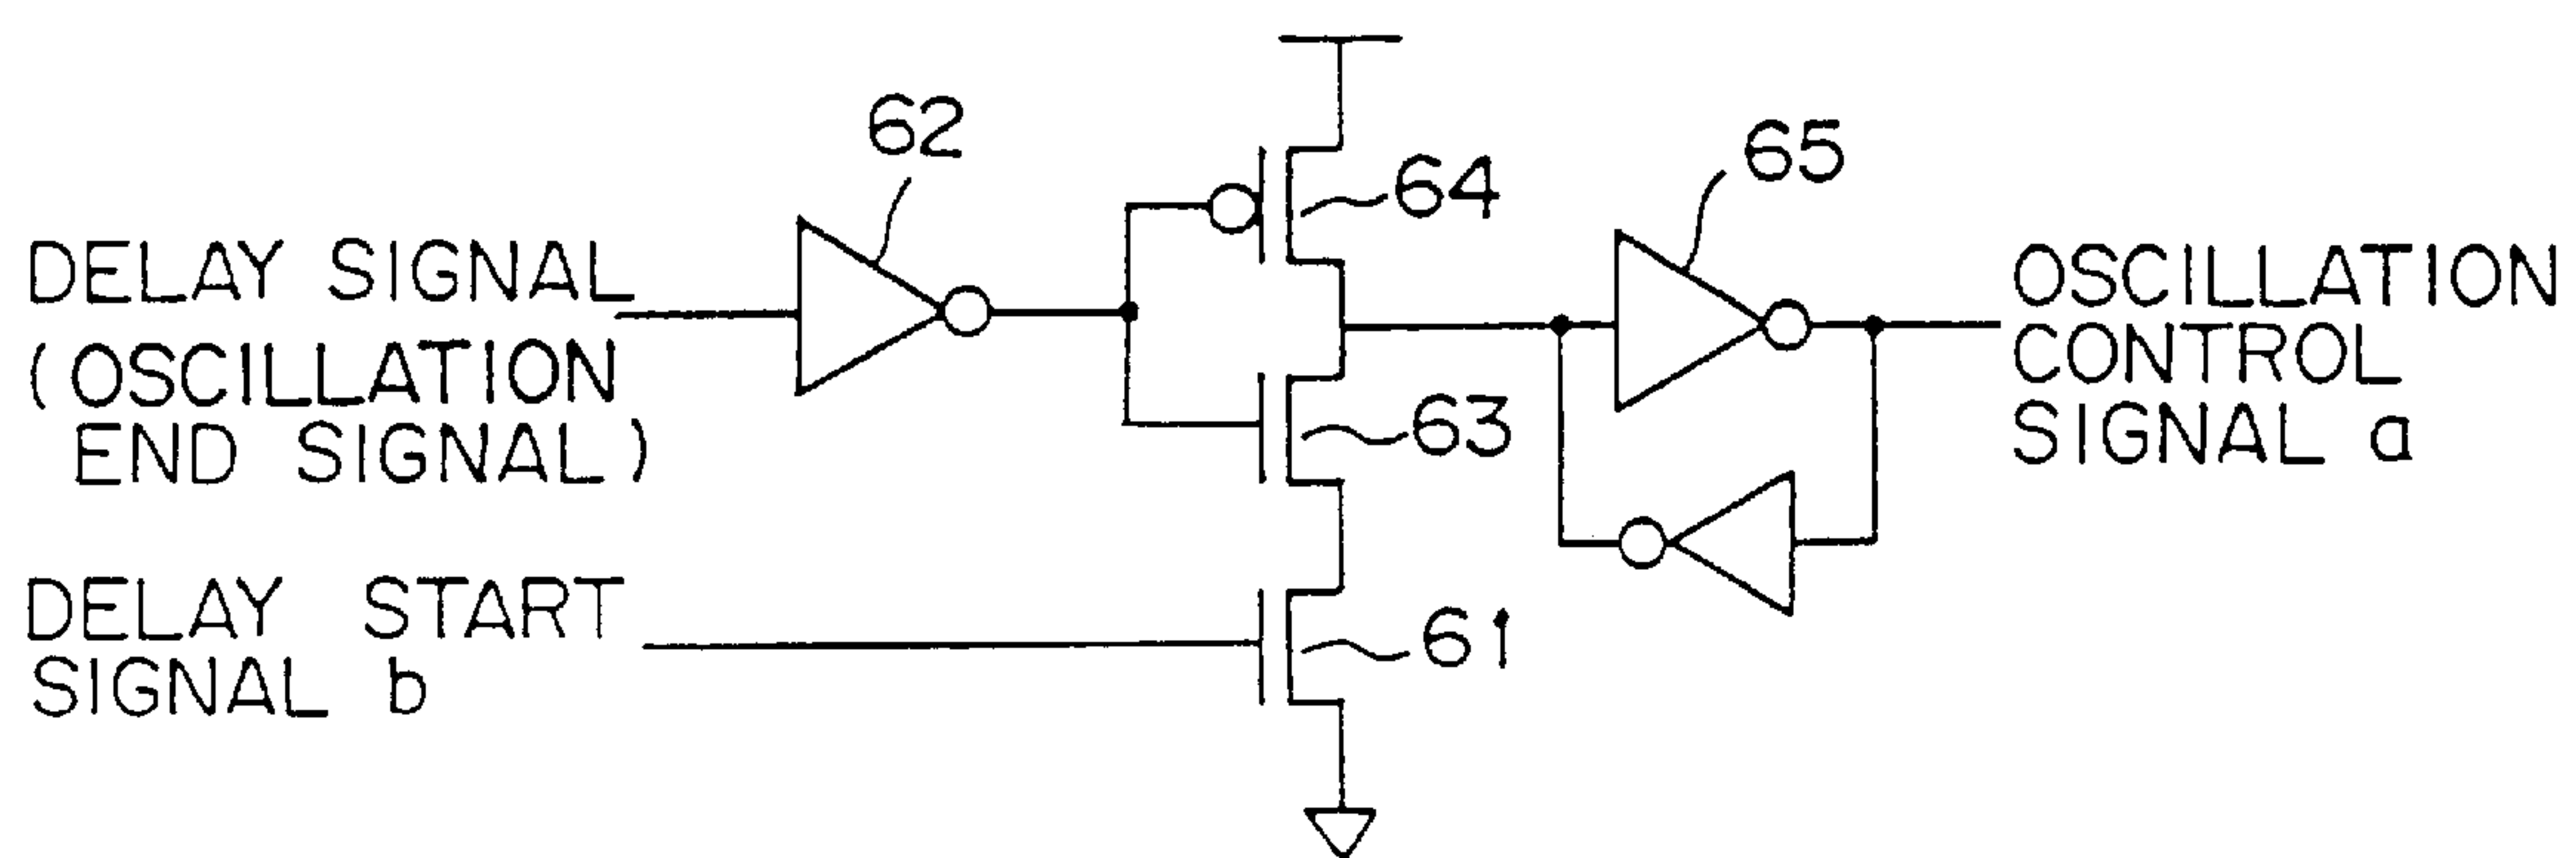 62
64
65
DELAY SIGNAL
(OSCILLATION
END SIGNAL)
OSCILLATION
CONTROL
SIGNAL a
63
DELAY START
SIGNAL b
61